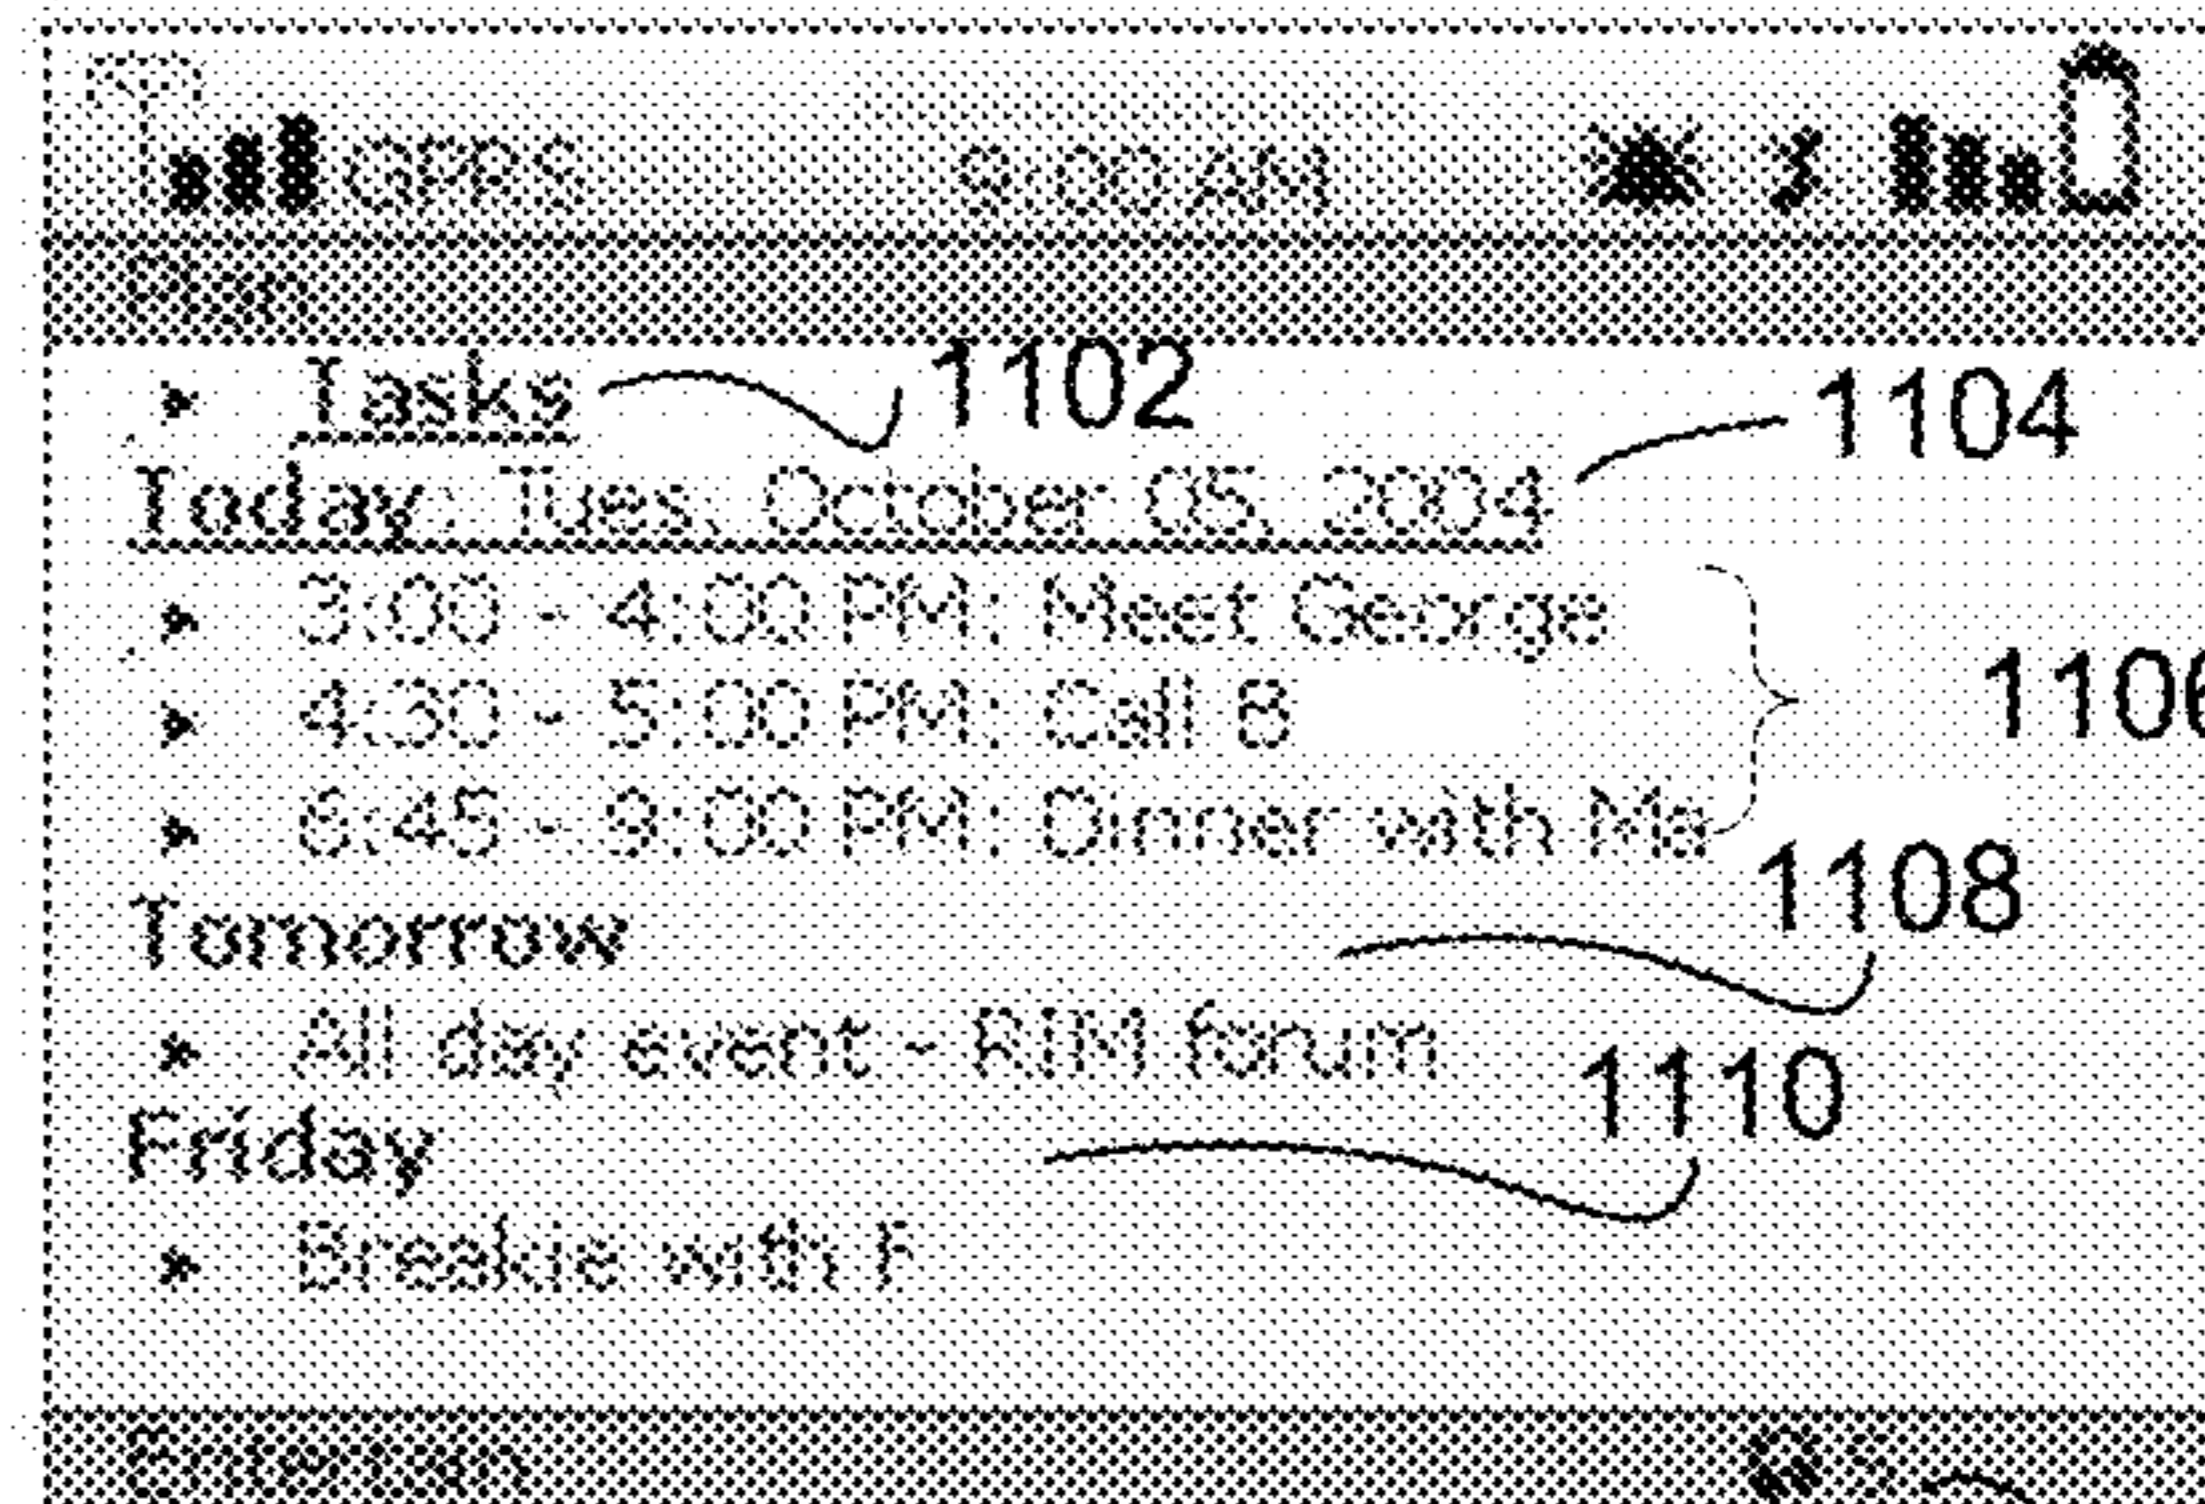 GPRS 9:00 AM
Plan
Tasks 1102
1104
Today: Tues, October 05, 2004
3:00 - 4:00 PM: Meet George
1106
4:30 - 5:00 PM: Call B
6:45 - 9:00 PM: Dinner with Ma
1108
Tomorrow
All day event - RIM forum
1110
Friday
Breakie with F